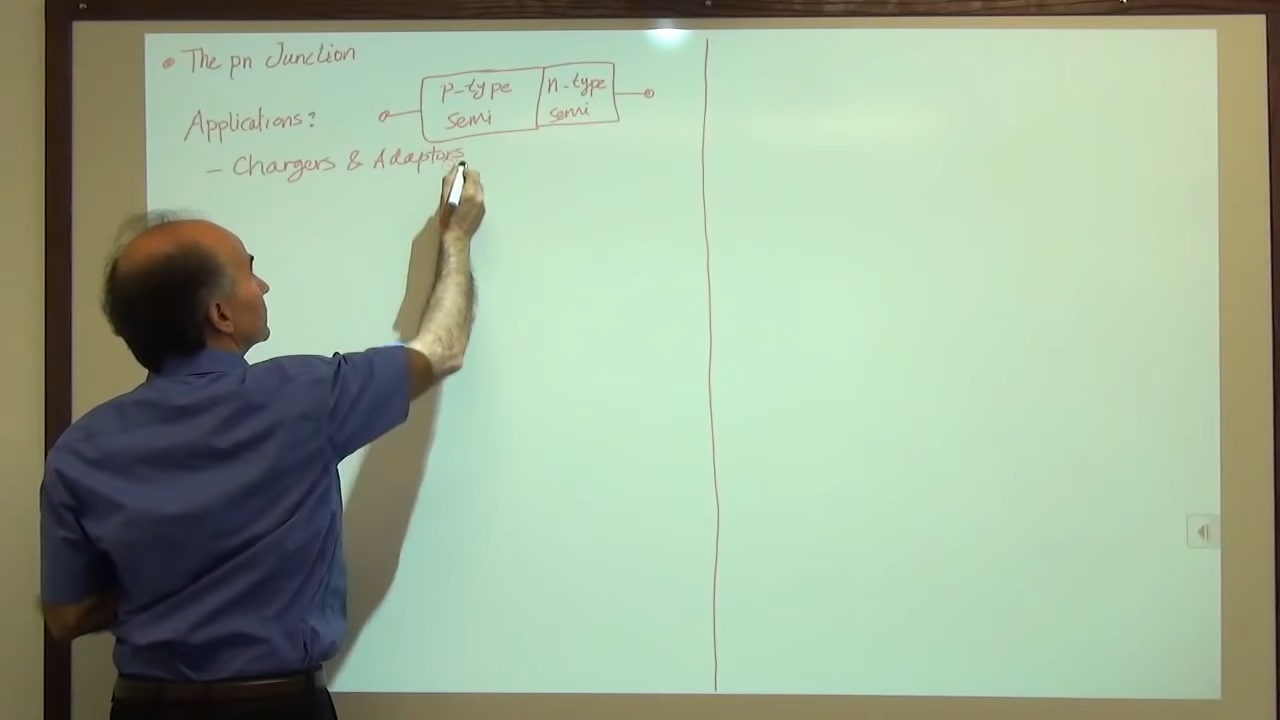 • The pn Junction
p-type semi
n-type semi
Applications?
- Chargers & Adaptors